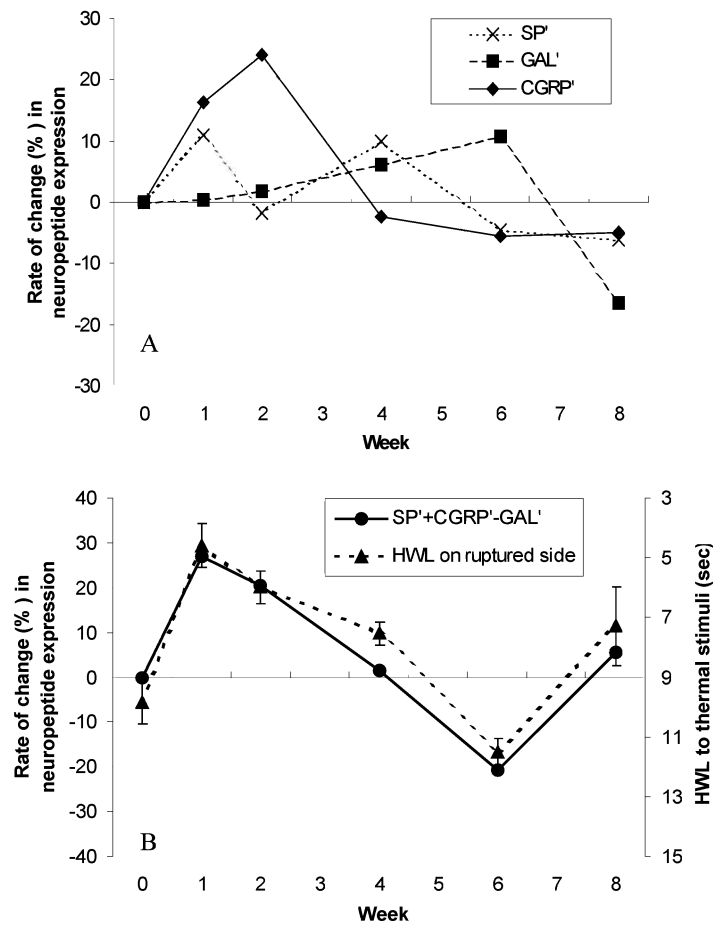 30
20
10
0
-10
-20
-30
Rate of change (% ) in
neuropeptide expression
SP'
GAL'
CGRP'
A
0 1 2 3 4 5 6 7 8
Week
40
30
20
10
0
-10
-20
-30
-40
Rate of change (% ) in
neuropeptide expression
SP'+CGRP'-GAL'
HWL on ruptured side
3
5
7
9
11
13
15
HWL to thermal stimuli (sec)
B
0 1 2 3 4 5 6 7 8
Week